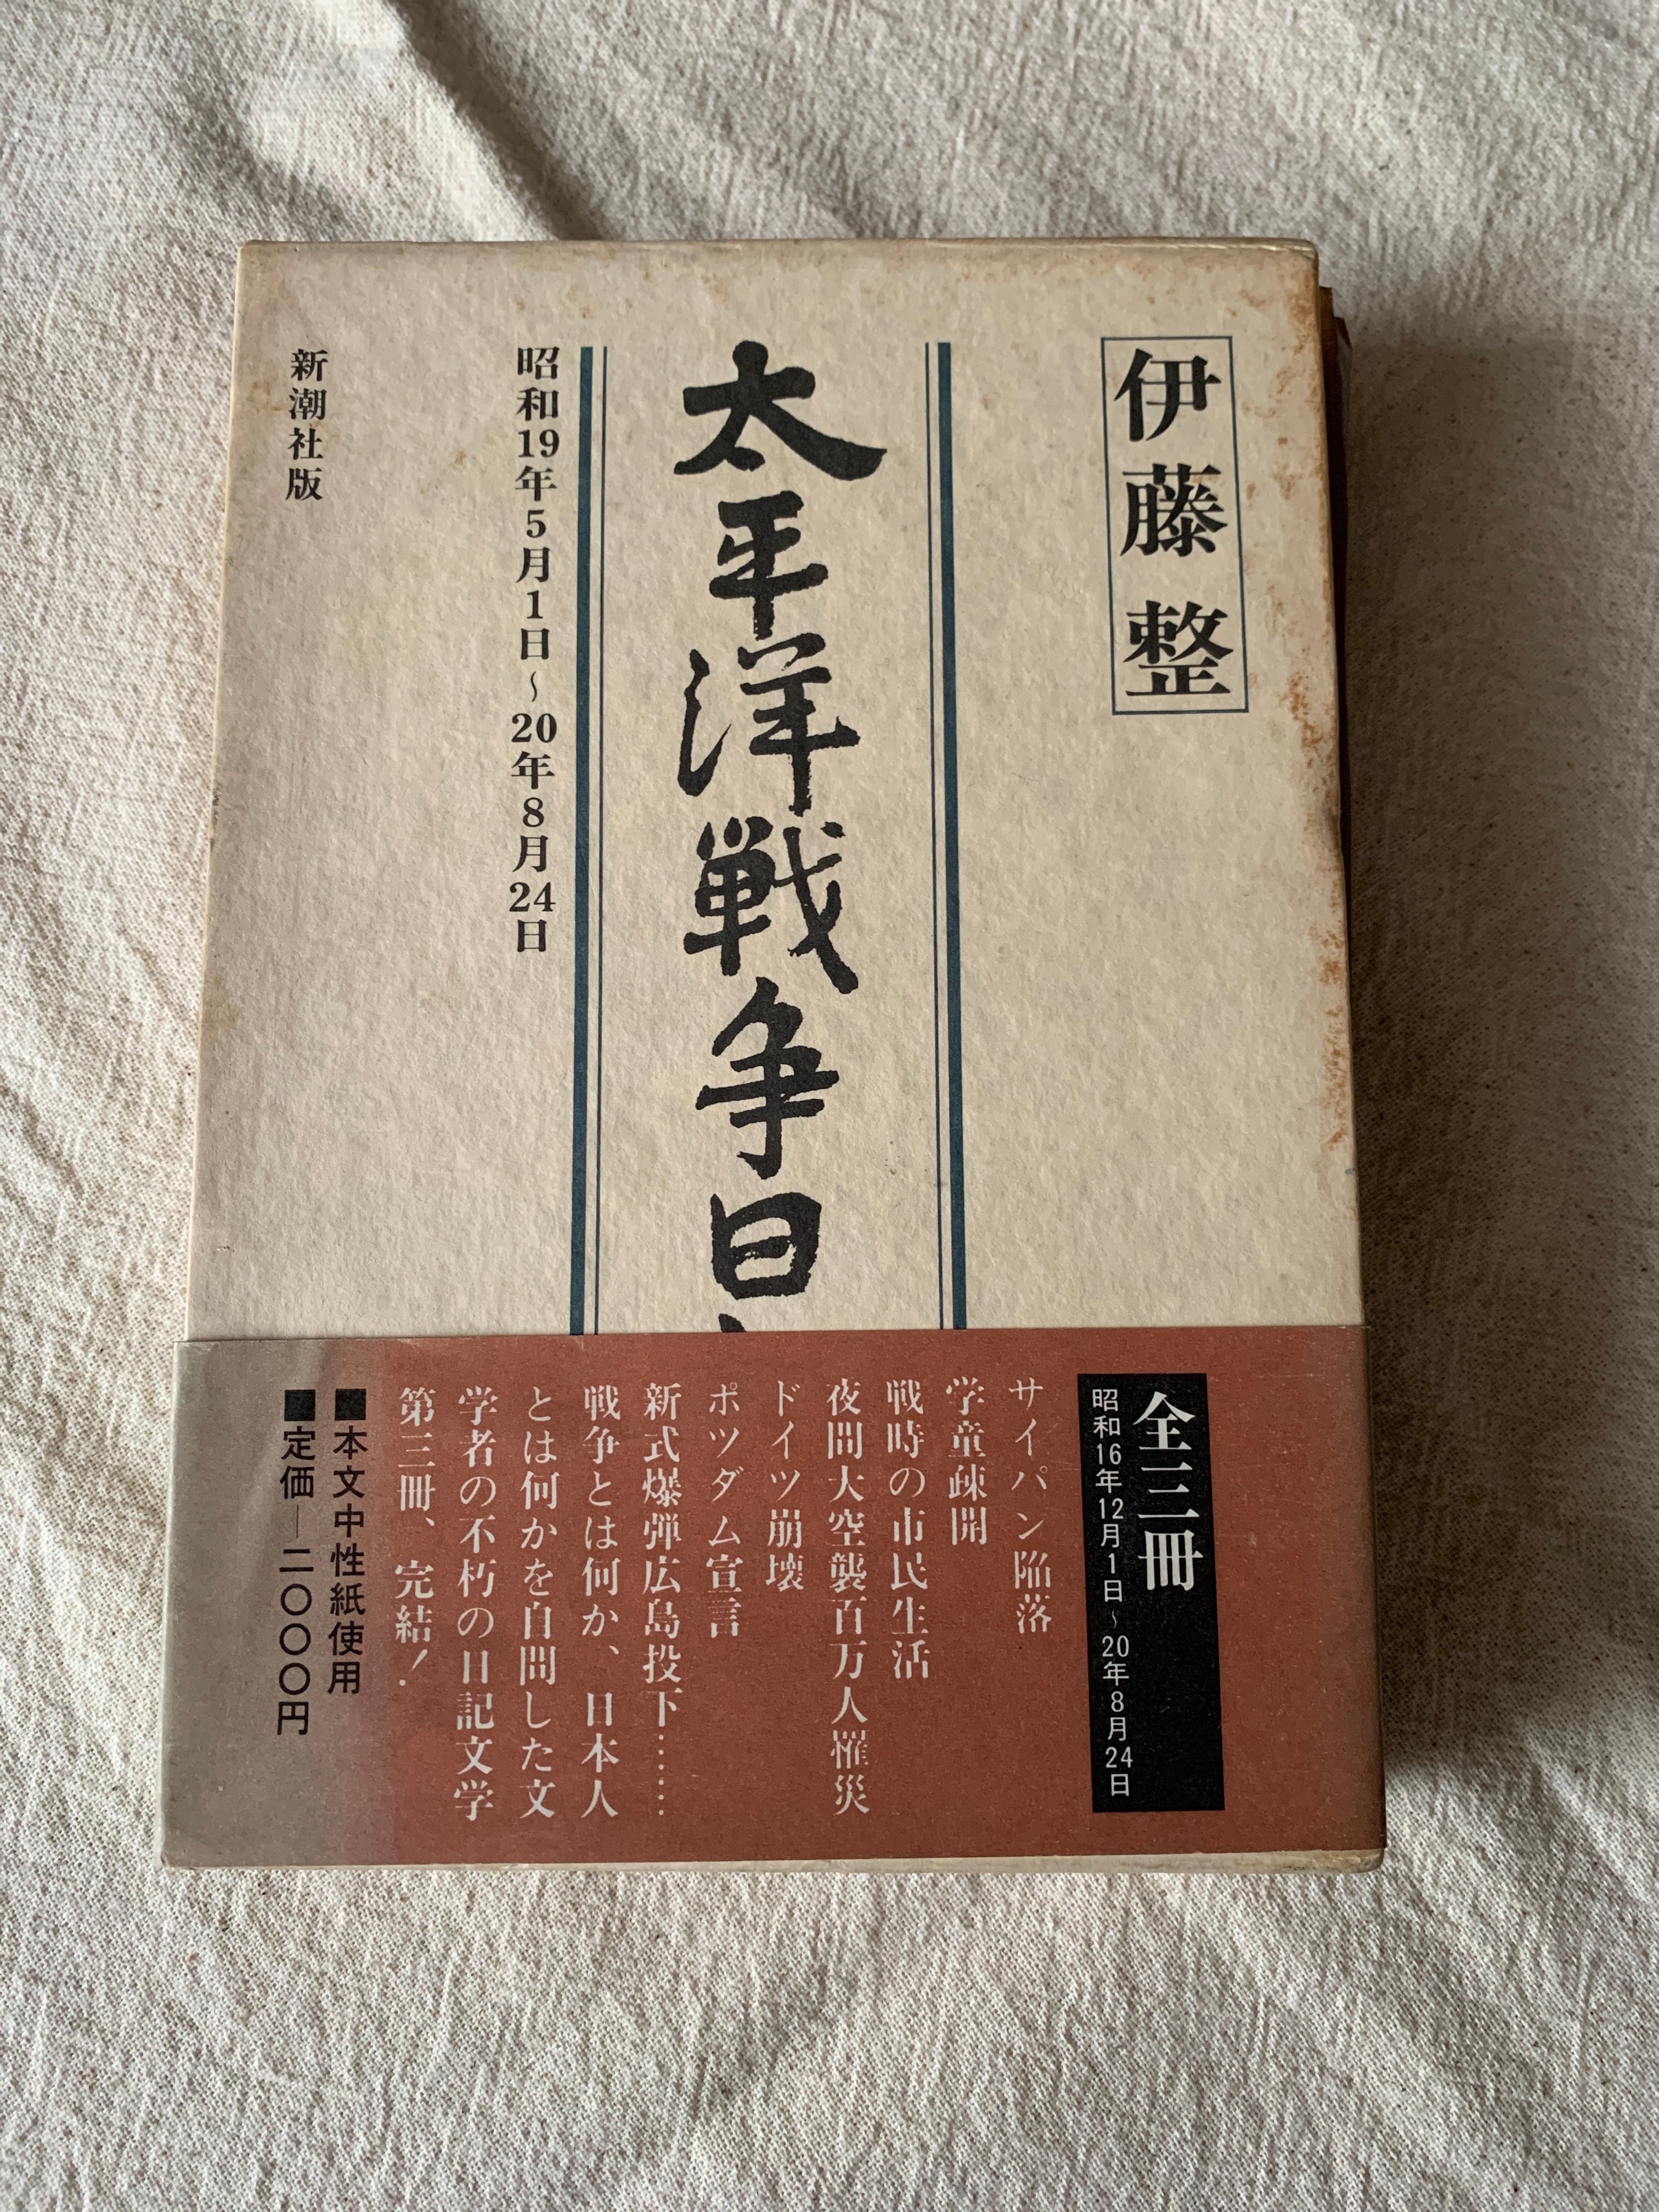 伊藤 整
太平洋戦争日
昭和19年5月1日～20年8月24日
新潮社版
全三冊
昭和16年12月1日～20年8月24日
サイパン陥落
学童疎開
戦時の市民生活
夜間大空襲百万人罹災
ドイツ崩壊
ポツダム宣言
新式爆弾広島投下……
戦争とは何か、日本人
とは何かを自問した文
学者の不朽の日記文学
第三冊、完結！
■本文中性紙使用
■定価―二〇〇〇円